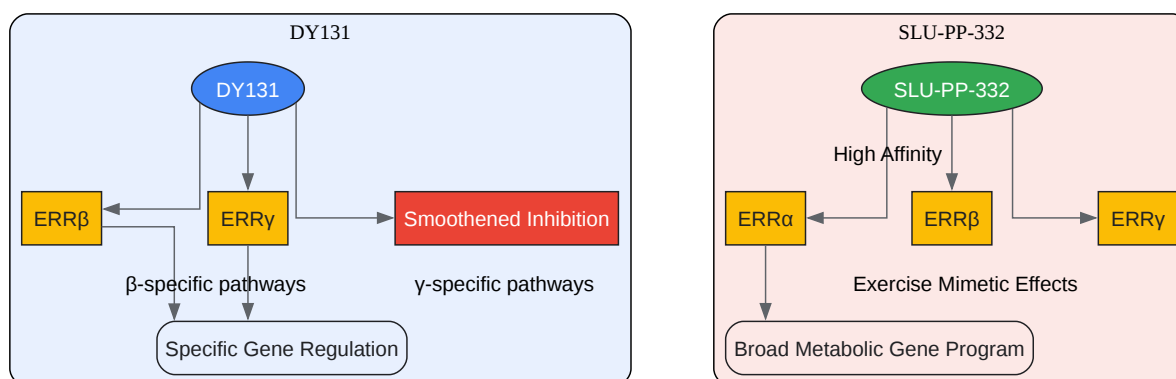 DY131
DY131
ERRβ
ERRγ
Smoothened Inhibition
β-specific pathways
γ-specific pathways
Specific Gene Regulation
SLU-PP-332
SLU-PP-332
High Affinity
ERRα
ERRβ
ERRγ
Exercise Mimetic Effects
Broad Metabolic Gene Program